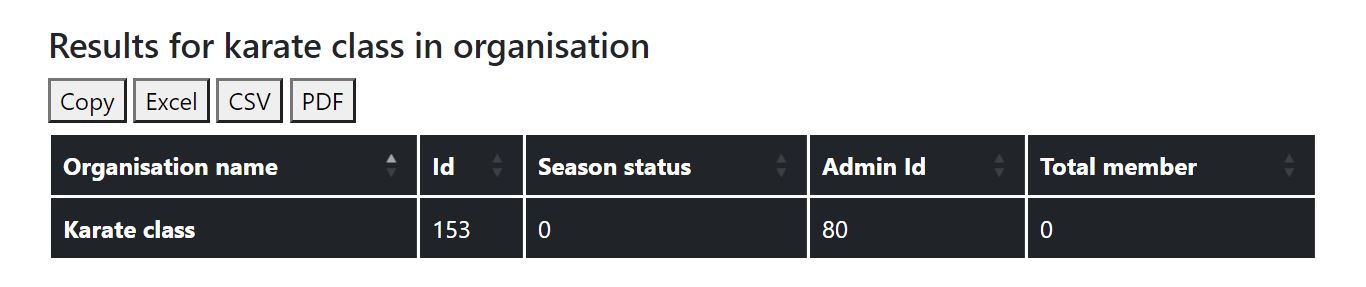 Results for karate class in organisation
Copy Excel CSV PDF
Organisation name Id Season status Admin Id Total member
Karate class 153 0 80 0